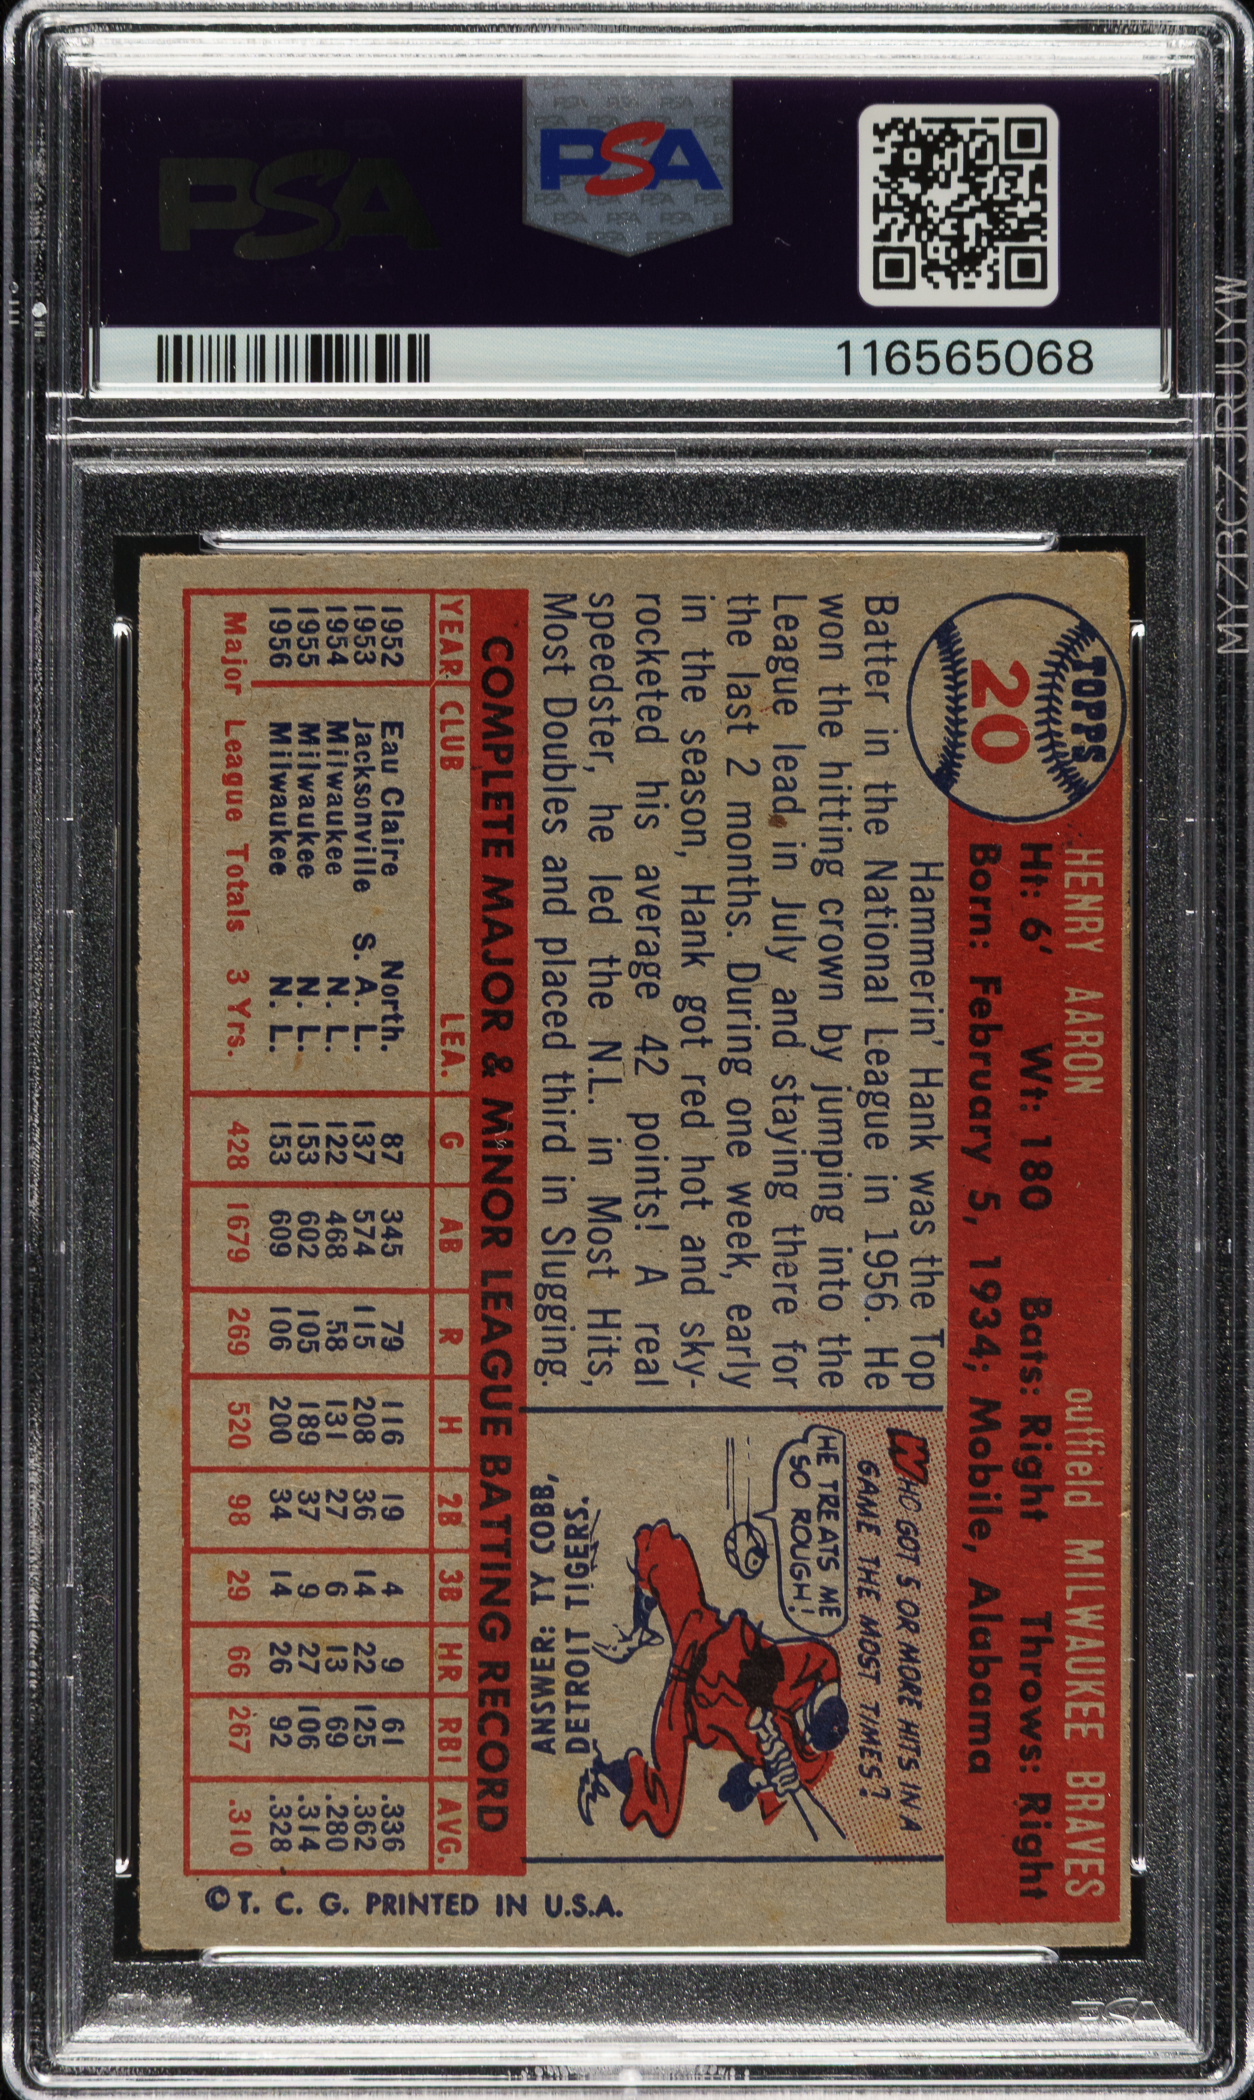 PSA
PSA
116565068
TOPPS
20
HENRY AARON outfield MILWAUKEE BRAVES
Ht: 6' Wt: 180 Bats: Right Throws: Right
Born: February 5, 1934; Mobile, Alabama
Hammerin' Hank was the Top
Batter in the National League in 1956. He
won the hitting crown by jumping into the
League lead in July and staying there for
the last 2 months. During one week, early
in the season, Hank got red hot and sky-
rocketed his average 42 points! A real
speedster, he led the N.L. in Most Hits,
Most Doubles and placed third in Slugging.
WHO GOT 5 OR MORE HITS IN A
GAME THE MOST TIMES?
HE TREATS ME
SO ROUGH!
ANSWER: TY COBB,
DETROIT TIGERS.
COMPLETE MAJOR & MINOR LEAGUE BATTING RECORD
YEAR CLUB LEA. G AB R H 2B 3B HR RBI AVG.
1952 Eau Claire North. 87 345 79 116 19 4 9 61 .336
1953 Jacksonville S. A. L. 137 574 115 208 36 14 22 125 .362
1954 Milwaukee N. L. 122 468 58 131 27 6 13 69 .280
1955 Milwaukee N. L. 153 602 105 189 37 9 27 106 .314
1956 Milwaukee N. L. 153 609 106 200 34 14 26 92 .328
Major League Totals 3 Yrs. 428 1679 269 520 98 29 66 267 .310
© T. C. G. PRINTED IN U.S.A.
PSA